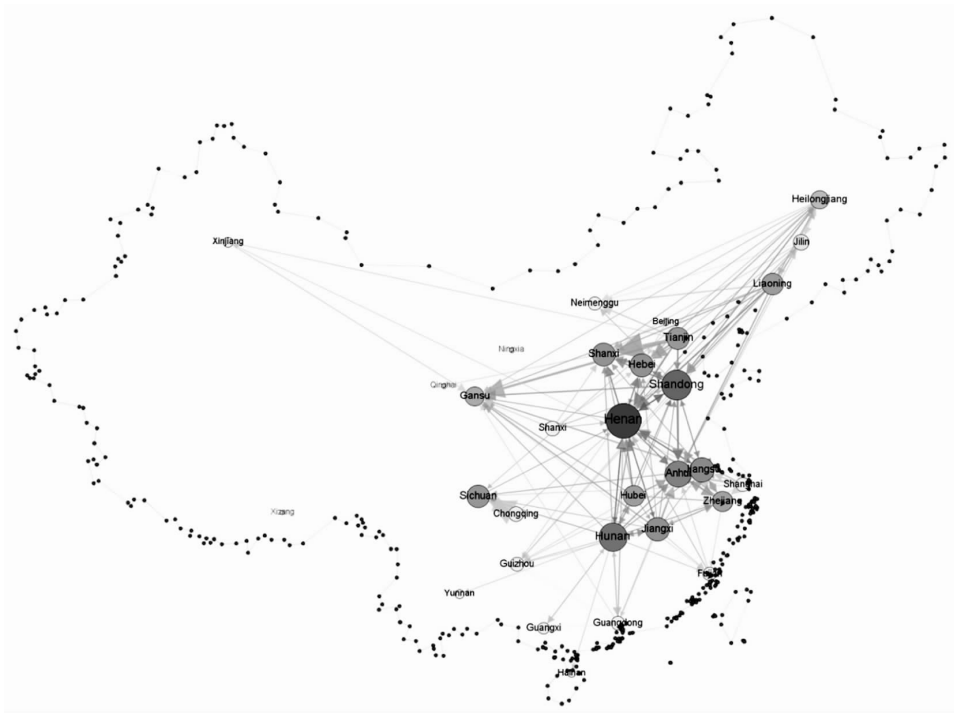 Heilongjiang
Xinjiang
Jilin
Liaoning
Neimenggu
Beijing
Tianjin
Ningxia
Shanxi
Hebei
Qinghai
Shandong
Gansu
Henan
Shanxi
Anhui
Jiangsu
Shanghai
Sichuan
Hubei
Zhejiang
Chongqing
Xizang
Jiangxi
Hunan
Guizhou
Fujian
Yunnan
Guangdong
Guangxi
Hainan